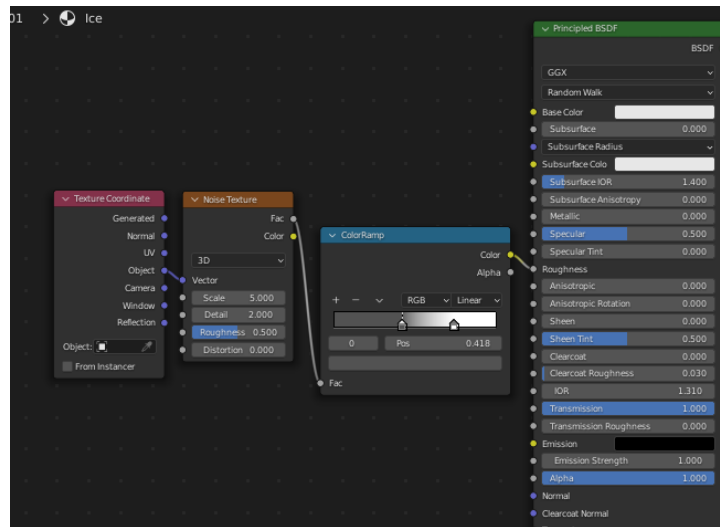 01 > Ice
Principled BSDF
BSDF
GGX
Random Walk
Base Color
Subsurface 0.000
Subsurface Radius
Subsurface Colo
Subsurface IOR 1.400
Subsurface Anisotropy 0.000
Metallic 0.000
Specular 0.500
Specular Tint 0.000
Roughness
Anisotropic 0.000
Anisotropic Rotation 0.000
Sheen 0.000
Sheen Tint 0.500
Clearcoat 0.000
Clearcoat Roughness 0.030
IOR 1.310
Transmission 1.000
Transmission Roughness 0.000
Emission
Emission Strength 1.000
Alpha 1.000
Normal
Clearcoat Normal
Texture Coordinate
Generated
Normal
UV
Object
Camera
Window
Reflection
Object:
From Instancer
Noise Texture
Fac
Color
3D
Vector
Scale 5.000
Detail 2.000
Roughness 0.500
Distortion 0.000
ColorRamp
Color
Alpha
+ − RGB Linear
0 Pos 0.418
Fac